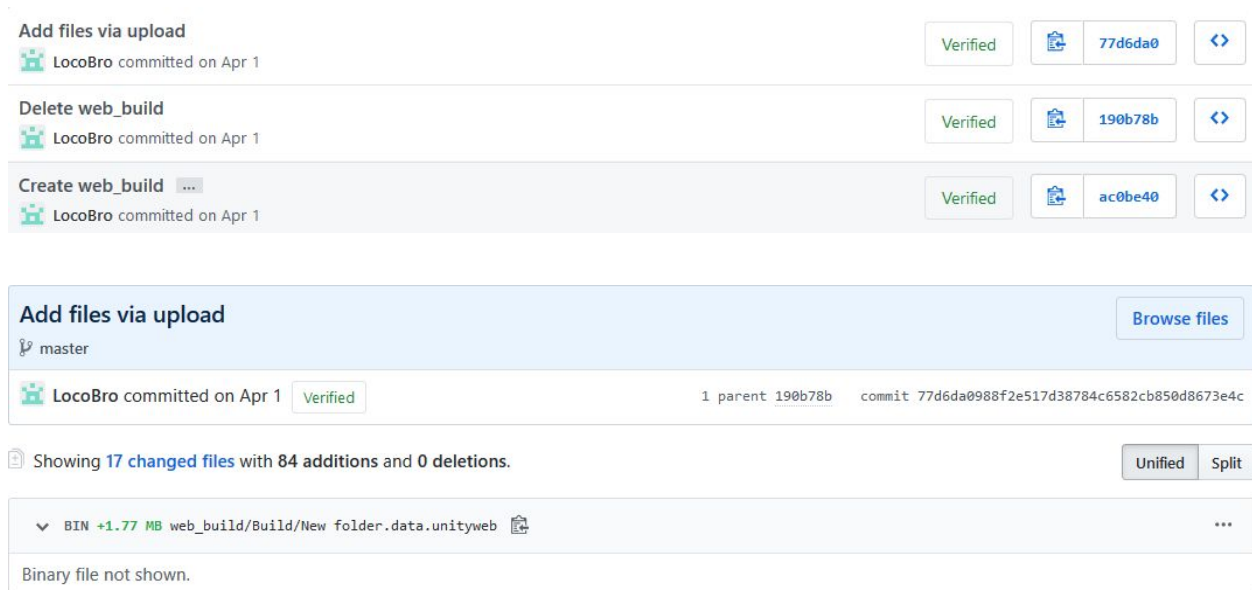 Add files via upload
LocoBro committed on Apr 1
Verified
77d6da0
Delete web_build
LocoBro committed on Apr 1
Verified
190b78b
Create web_build ...
LocoBro committed on Apr 1
Verified
ac0be40
Add files via upload
Browse files
master
LocoBro committed on Apr 1 Verified
1 parent 190b78b commit 77d6da0988f2e517d38784c6582cb850d8673e4c
Showing 17 changed files with 84 additions and 0 deletions.
Unified Split
BIN +1.77 MB web_build/Build/New folder.data.unityweb
Binary file not shown.